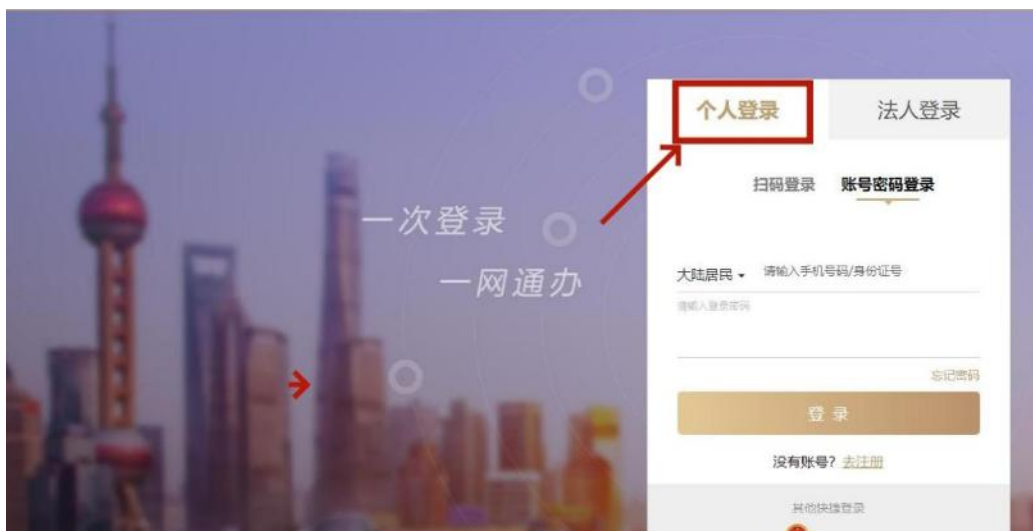 个人登录 法人登录
扫码登录 账号密码登录
一次登录
一网通办
大陆居民 请输入手机号码/身份证号
请输入登录密码
忘记密码
登录
没有账号? 去注册
其他快捷登录